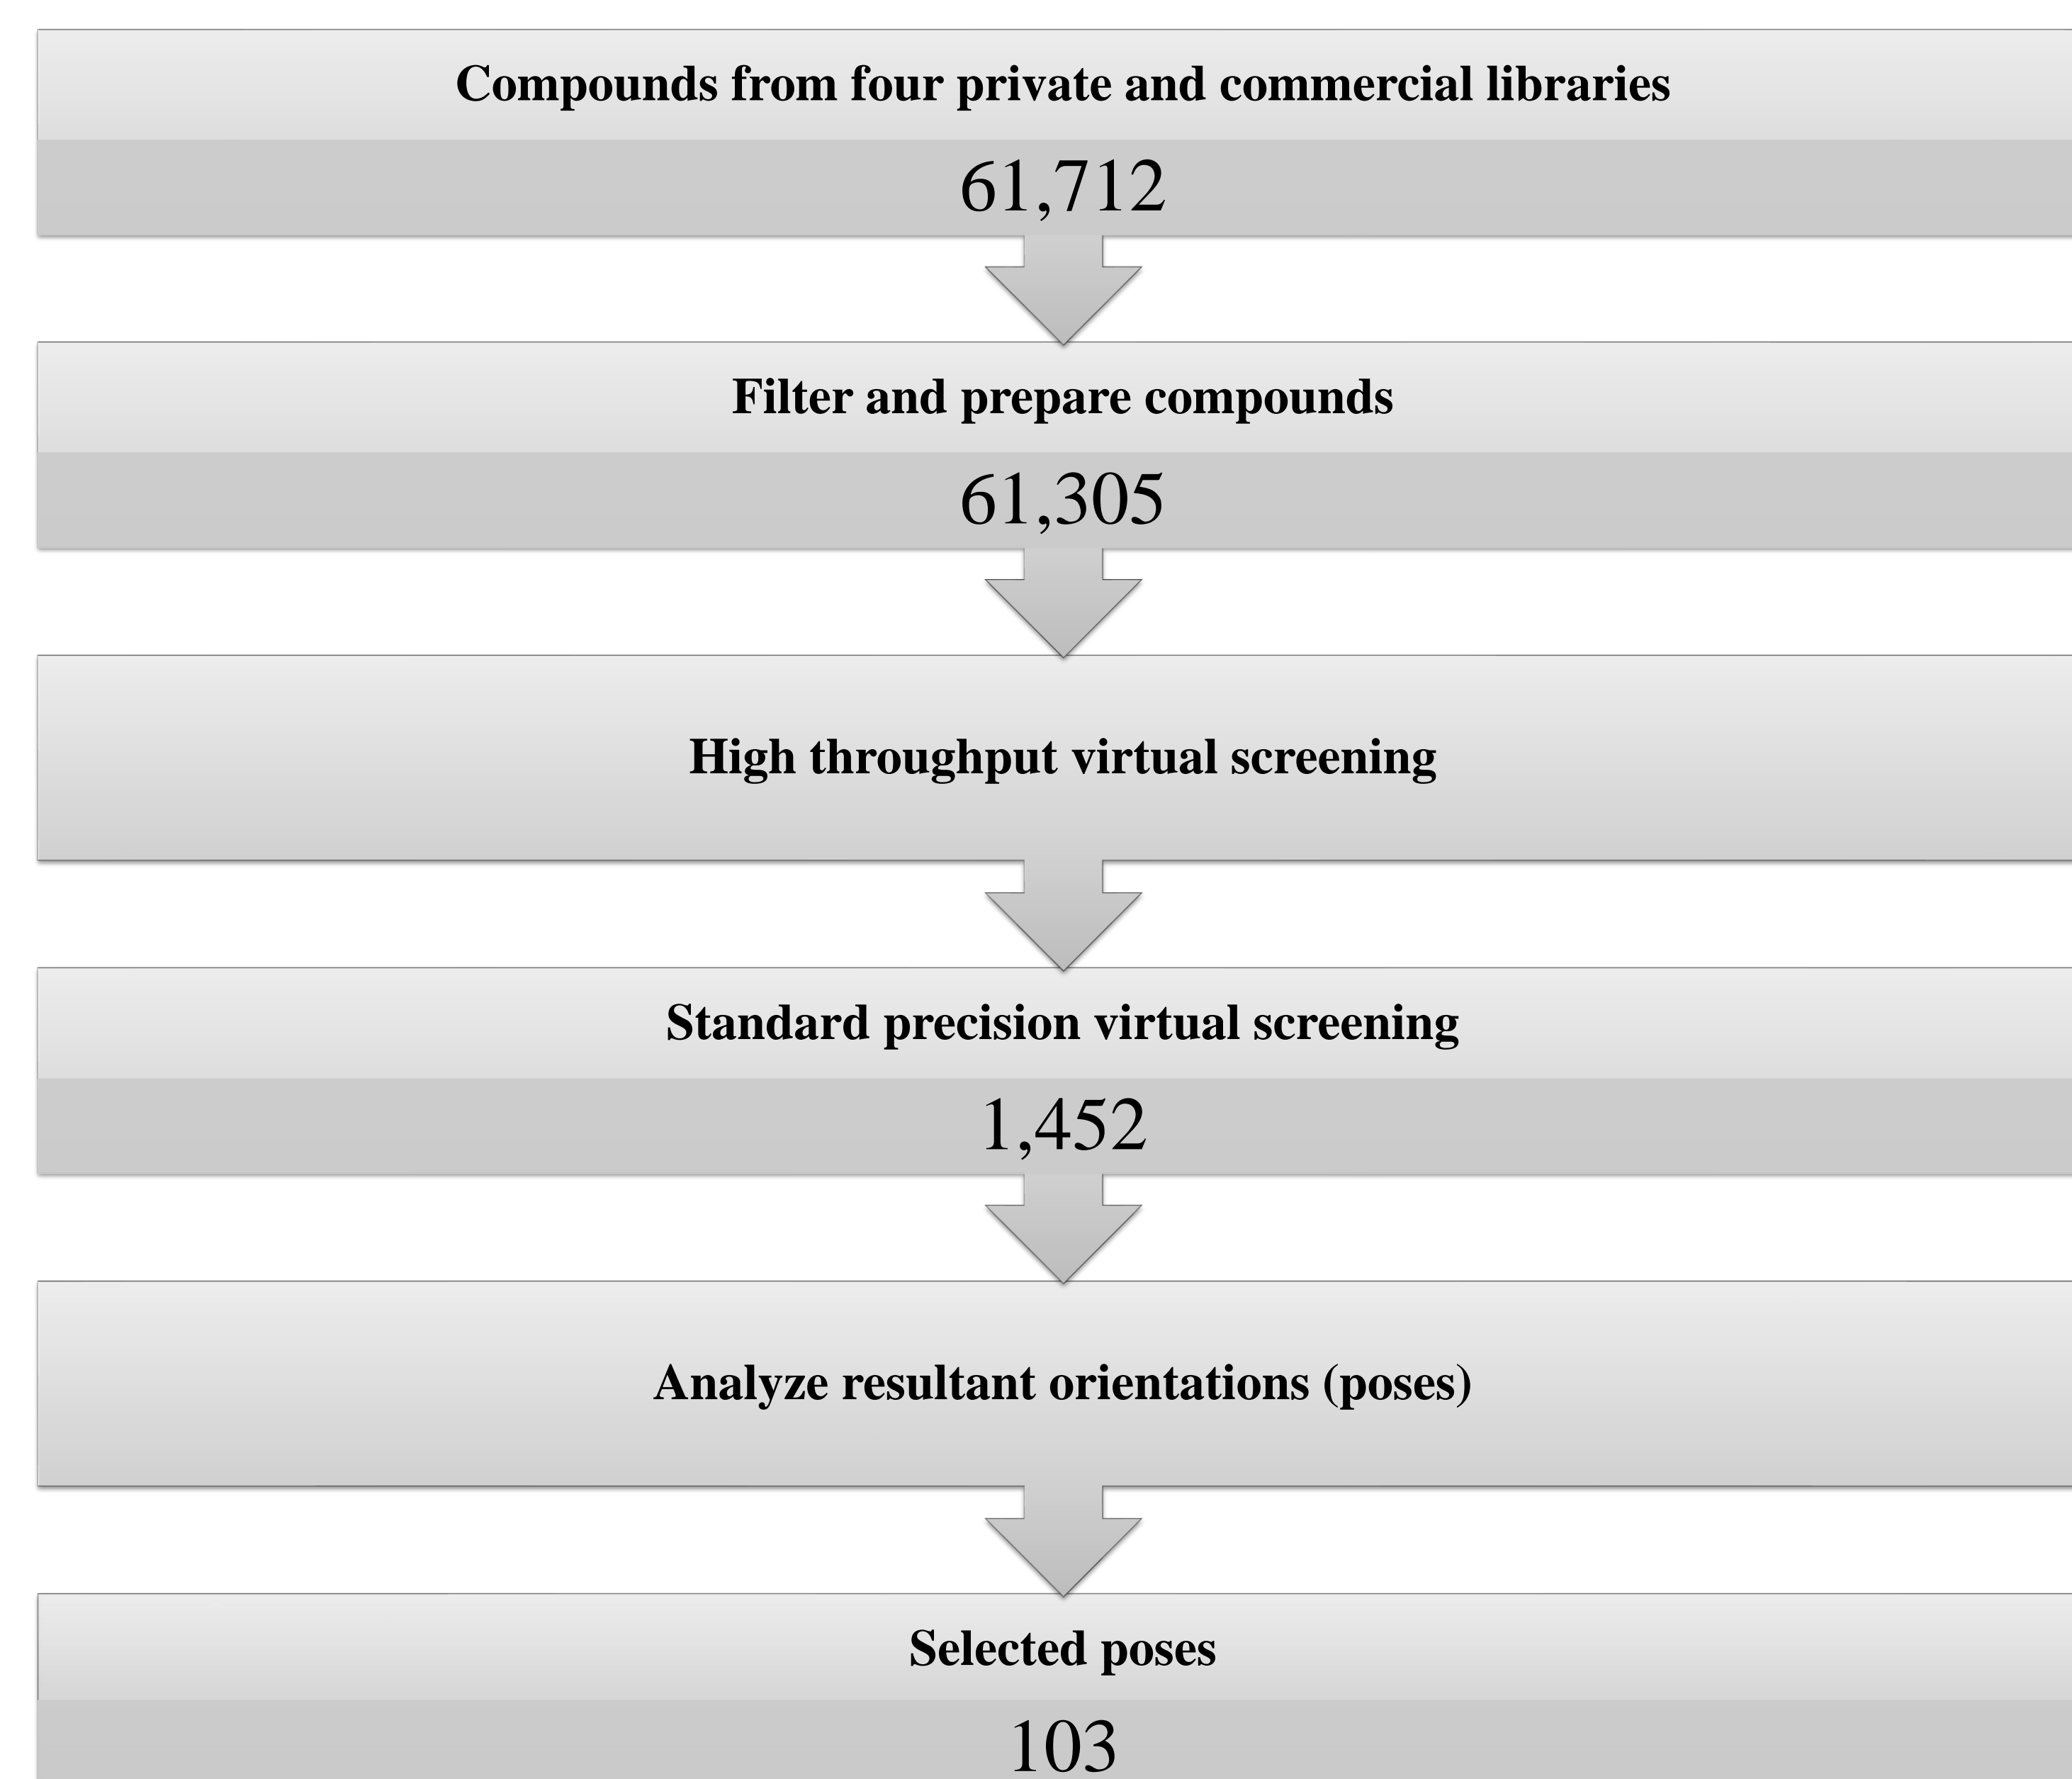 Compounds from four private and commercial libraries
61,712
Filter and prepare compounds
61,305
High throughput virtual screening
Standard precision virtual screening
1,452
Analyze resultant orientations (poses)
Selected poses
103